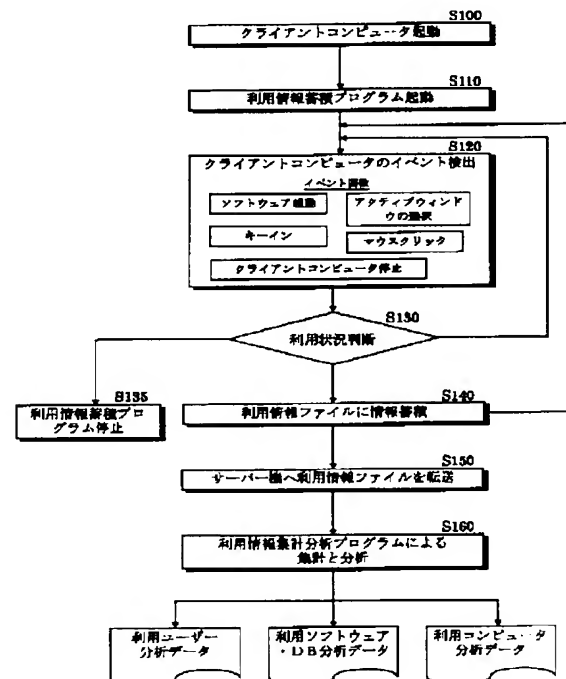 S100
クライアントコンピュータ起動
S110
利用情報蓄積プログラム起動
S120
クライアントコンピュータのイベント検出
イベント
ソフトウェア起動
アクティブウィンド
ウの選択
キーイン
マウスクリック
クライアントコンピュータ停止
S130
利用状況判断
S135
利用情報蓄積プロ
グラム停止
S140
利用情報ファイルに情報蓄積
S150
サーバー機へ利用情報ファイルを転送
S160
利用情報集計分析プログラムによる
集計と分析
利用ユーザー
分析データ
利用ソフトウェア
・DB分析データ
利用コンピュータ
分析データ